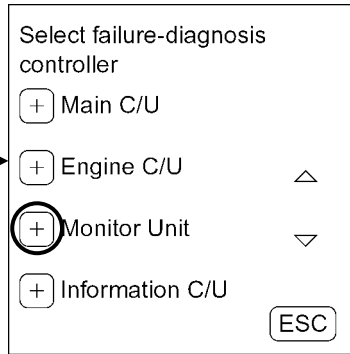 Select failure-diagnosis
controller
+ Main C/U
+ Engine C/U
+ Monitor Unit
+ Information C/U
ESC